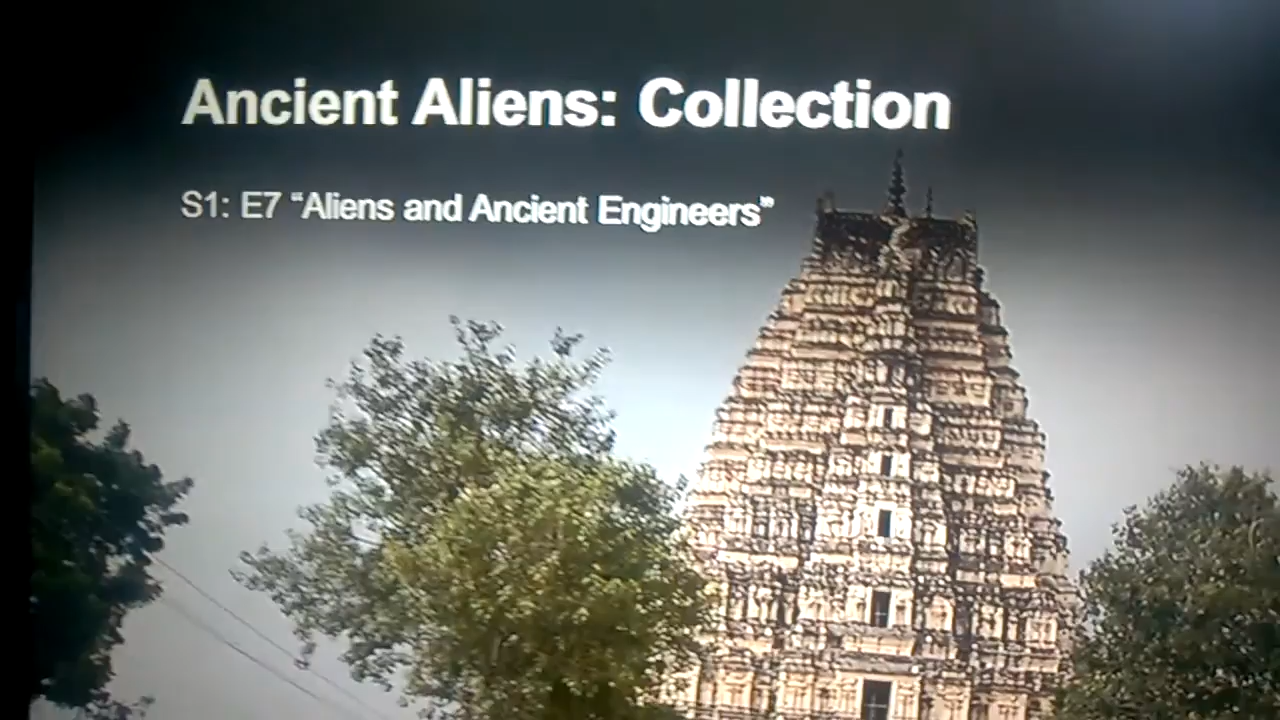 Ancient Aliens: Collection
S1: E7 “Aliens and Ancient Engineers”